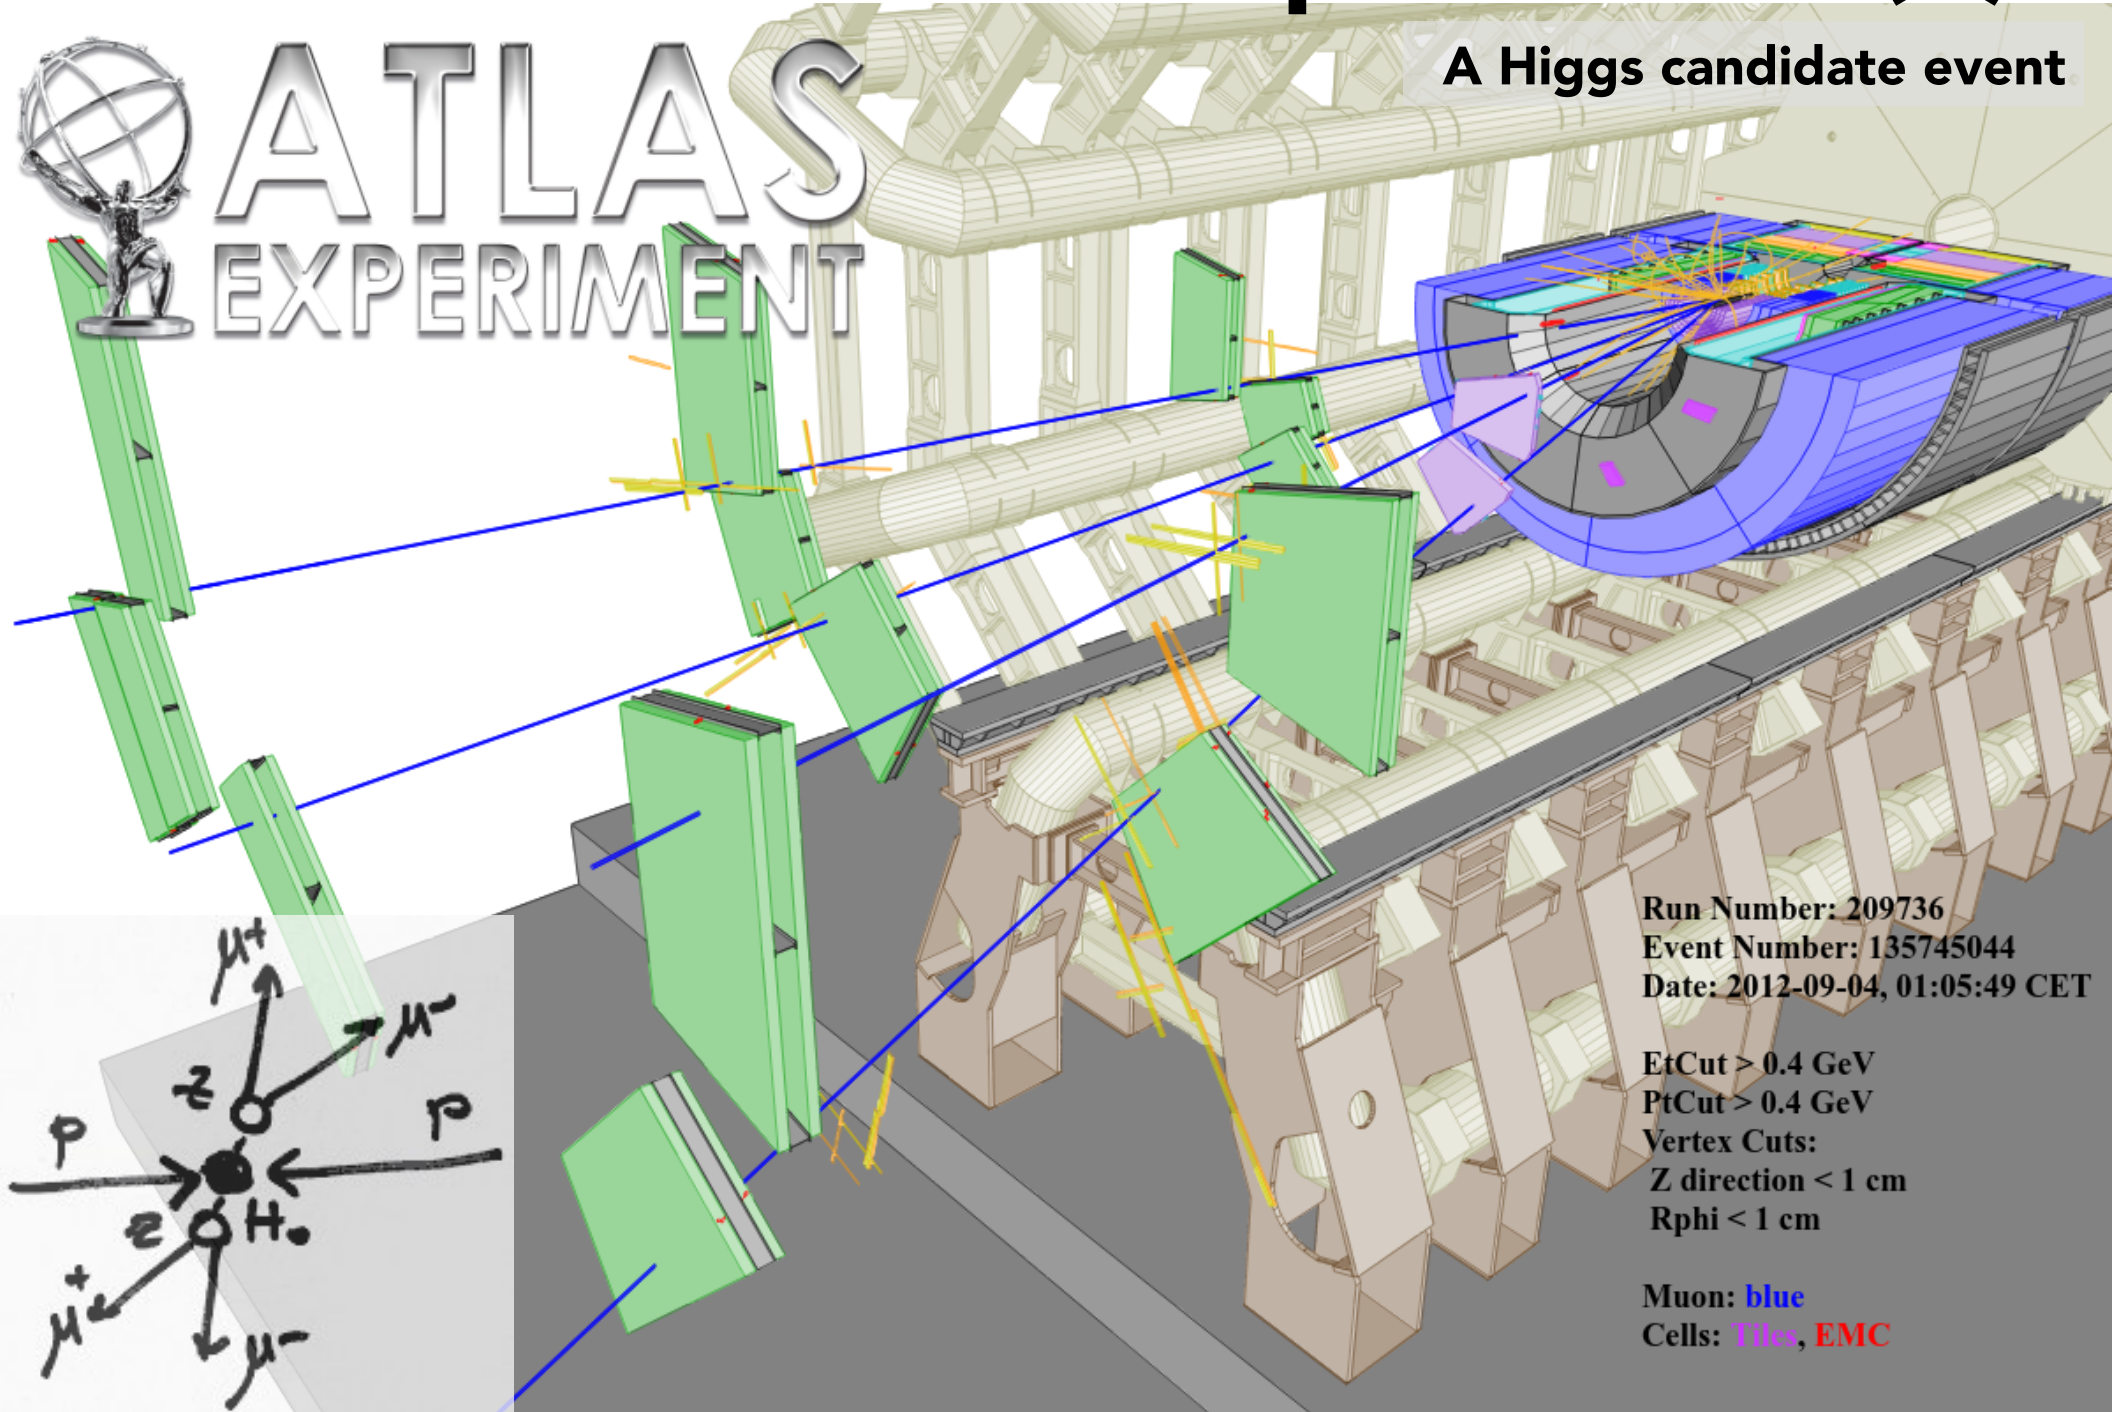 A Higgs candidate event
ATLAS
EXPERIMENT
Run Number: 209736
Event Number: 135745044
Date: 2012-09-04, 01:05:49 CET
EtCut > 0.4 GeV
PtCut > 0.4 GeV
Vertex Cuts:
Z direction < 1 cm
Rphi < 1 cm
Muon: blue
Cells: Tiles, EMC
μ+
μ-
Z
p
p
Z
H₀
μ+
μ-